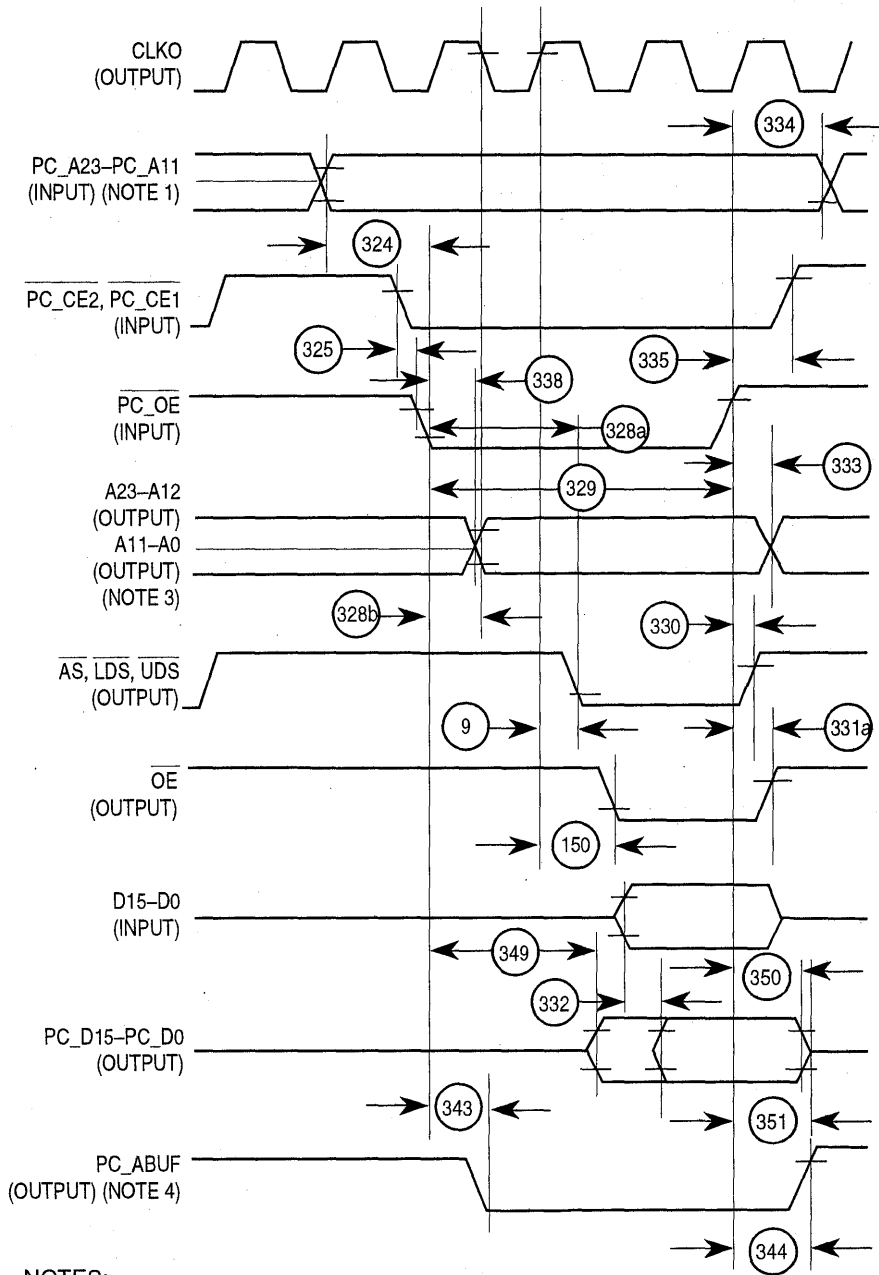 CLKO
(OUTPUT)
334
PC_A23–PC_A11
(INPUT) (NOTE 1)
324
PC_CE2, PC_CE1
(INPUT)
325
335
338
PC_OE
(INPUT)
328a
333
329
A23–A12
(OUTPUT)
A11–A0
(OUTPUT)
(NOTE 3)
328b
330
AS, LDS, UDS
(OUTPUT)
9
331a
OE
(OUTPUT)
150
D15–D0
(INPUT)
349
350
332
PC_D15–PC_D0
(OUTPUT)
343
351
PC_ABUF
(OUTPUT) (NOTE 4)
344
NOTES: